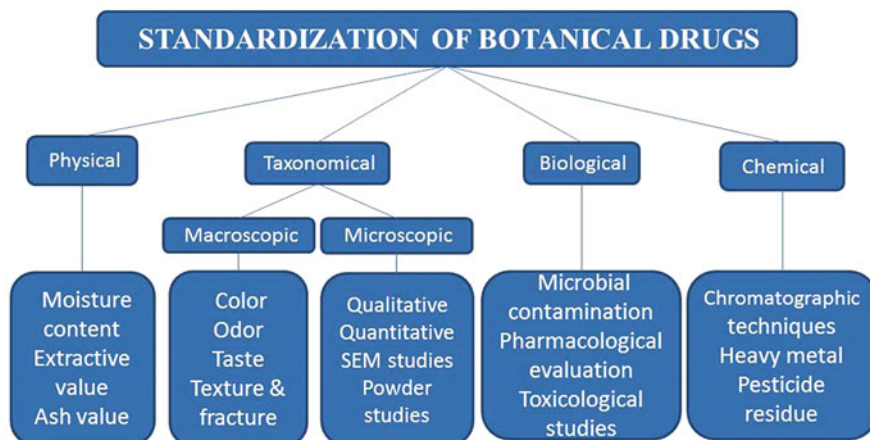 STANDARDIZATION OF BOTANICAL DRUGS
Physical
Taxonomical
Biological
Chemical
Macroscopic
Microscopic
Moisture
content
Extractive
value
Ash value
Color
Odor
Taste
Texture &
fracture
Qualitative
Quantitative
SEM studies
Powder
studies
Microbial
contamination
Pharmacological
evaluation
Toxicological
studies
Chromatographic
techniques
Heavy metal
Pesticide
residue